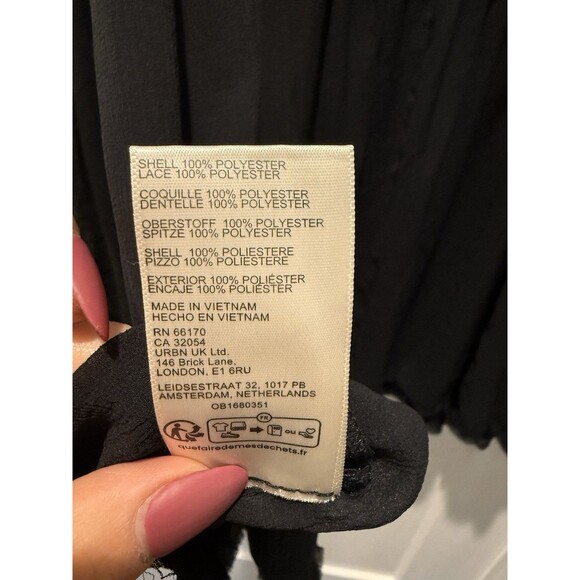 SHELL 100% POLYESTER
LACE 100% POLYESTER
COQUILLE 100% POLYESTER
DENTELLE 100% POLYESTER
OBERSTOFF 100% POLYESTER
SPITZE 100% POLYESTER
SHELL 100% POLIESTERE
PIZZO 100% POLIESTERE
EXTERIOR 100% POLIÉSTER
ENCAJE 100% POLIÉSTER
MADE IN VIETNAM
HECHO EN VIETNAM
RN 66170
CA 32054
URBN UK Ltd.
146 Brick Lane,
LONDON, E1 6RU
LEIDSESTRAAT 32, 1017 PB
AMSTERDAM, NETHERLANDS
OB1680351
FR
OU
quefairedemesdechets.fr